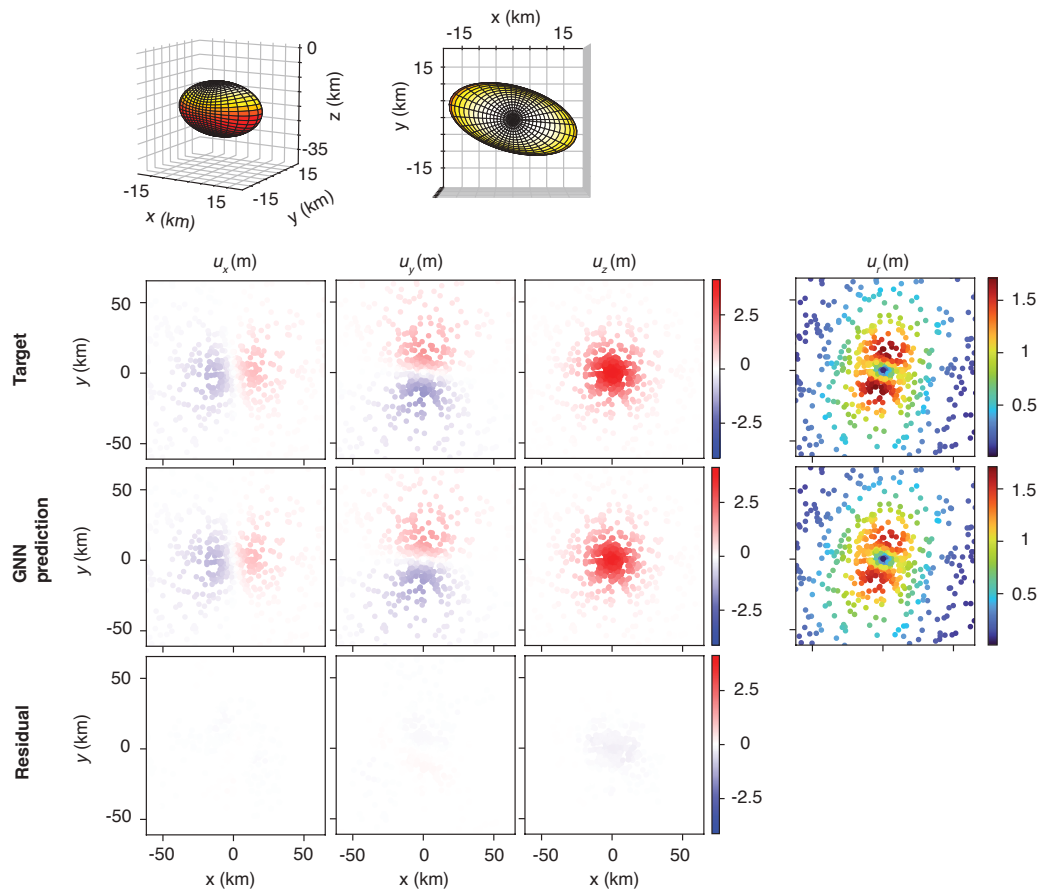 x (km)
-15 15
15
y (km)
-15
0
z (km)
-35
15
-15
y (km)
-15
15
x (km)
u_x (m) u_y (m) u_z (m) u_r (m)
Target
y (km)
50
0
-50
2.5
0
-2.5
1.5
1
0.5
GNN
prediction
y (km)
50
0
-50
2.5
0
-2.5
1.5
1
0.5
Residual
y (km)
50
0
-50
2.5
0
-2.5
-50 0 50 -50 0 50 -50 0 50
x (km) x (km) x (km)